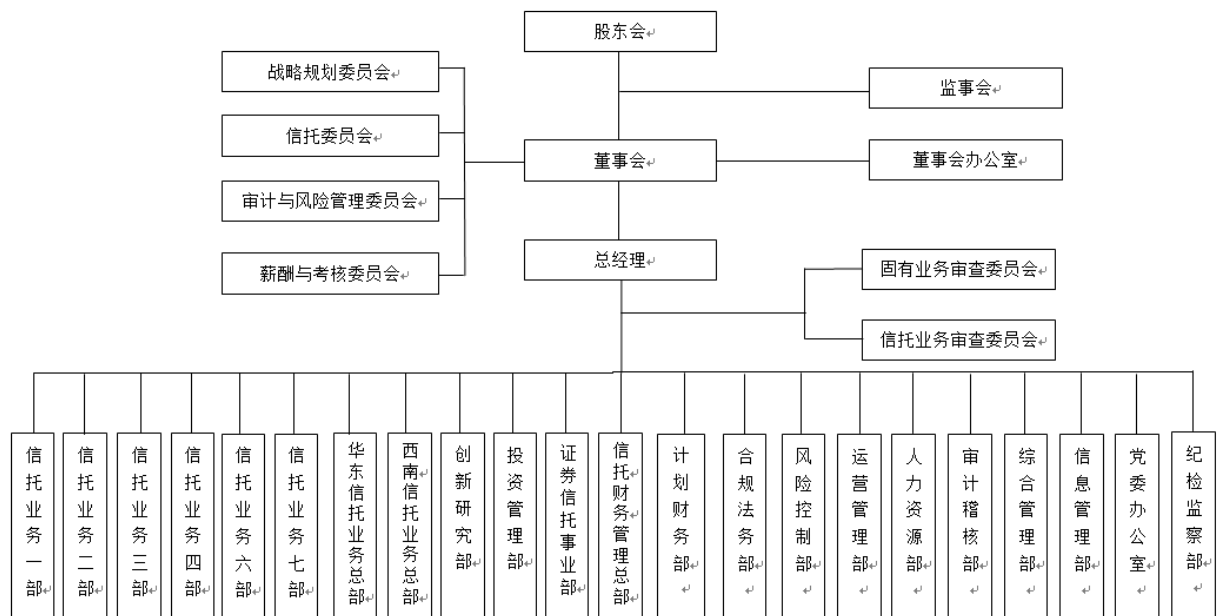 股东会
战略规划委员会
监事会
信托委员会
董事会
董事会办公室
审计与风险管理委员会
总经理
薪酬与考核委员会
固有业务审查委员会
信托业务审查委员会
信托业务一部
信托业务二部
信托业务三部
信托业务四部
信托业务六部
信托业务七部
华东信托业务总部
西南信托业务总部
创新研究部
投资管理部
证券信托事业部
信托财务管理总部
计划财务部
合规法务部
风险控制部
运营管理部
人力资源部
审计稽核部
综合管理部
信息管理部
党委办公室
纪检监察部